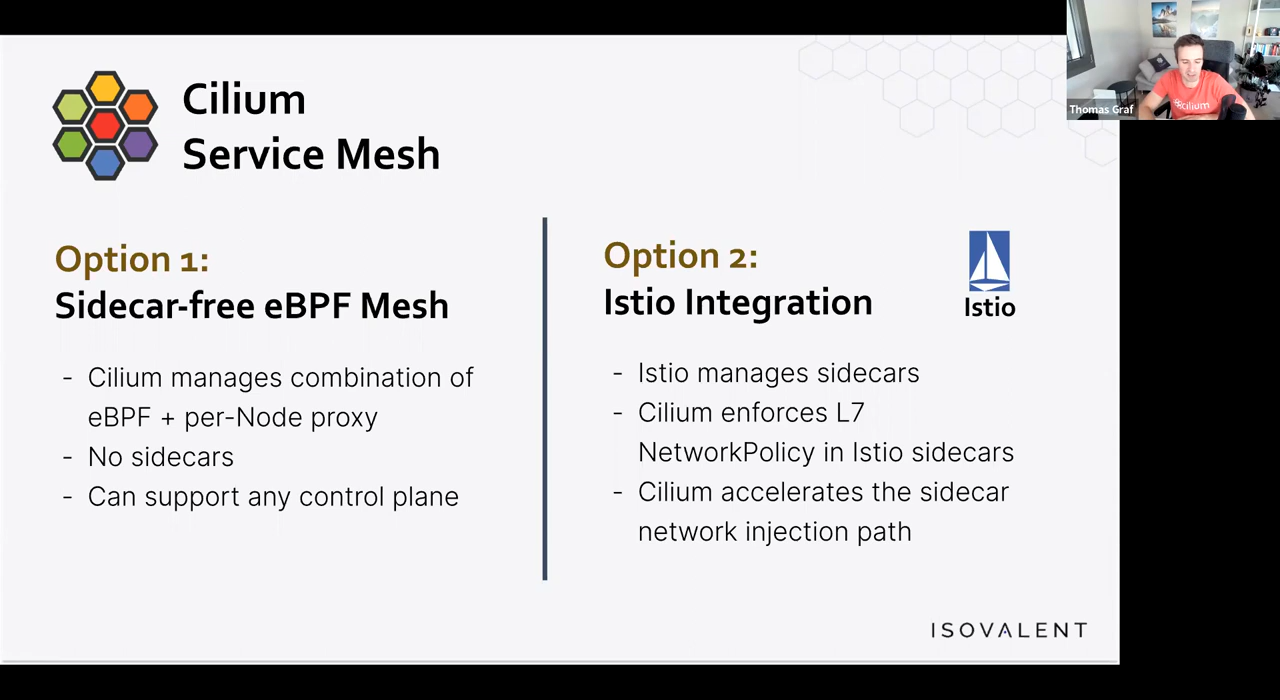 Cilium
Service Mesh
Thomas Graf
cilium
Option 1:
Sidecar-free eBPF Mesh
- Cilium manages combination of
eBPF + per-Node proxy
- No sidecars
- Can support any control plane
Option 2:
Istio Integration
Istio
- Istio manages sidecars
- Cilium enforces L7
NetworkPolicy in Istio sidecars
- Cilium accelerates the sidecar
network injection path
ISOVALENT